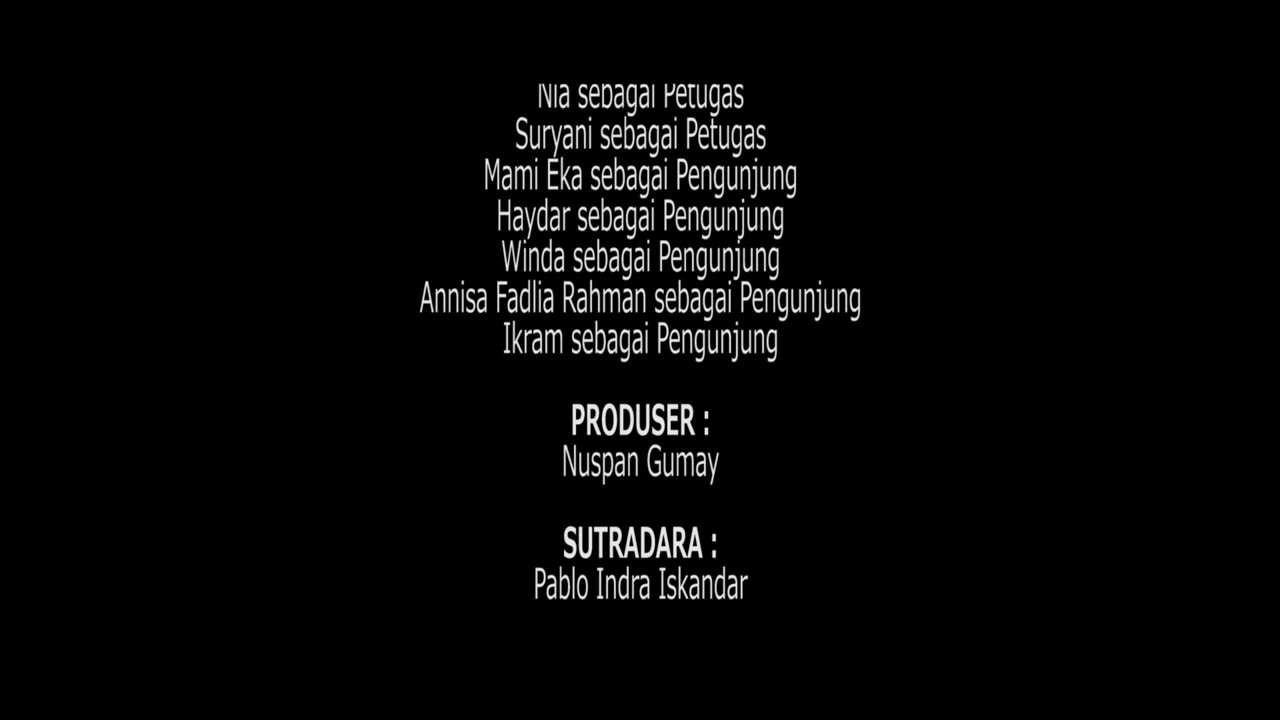 Nia sebagai Petugas
Suryani sebagai Petugas
Mami Eka sebagai Pengunjung
Haydar sebagai Pengunjung
Winda sebagai Pengunjung
Annisa Fadlia Rahman sebagai Pengunjung
Ikram sebagai Pengunjung
PRODUSER :
Nuspan Gumay
SUTRADARA :
Pablo Indra Iskandar